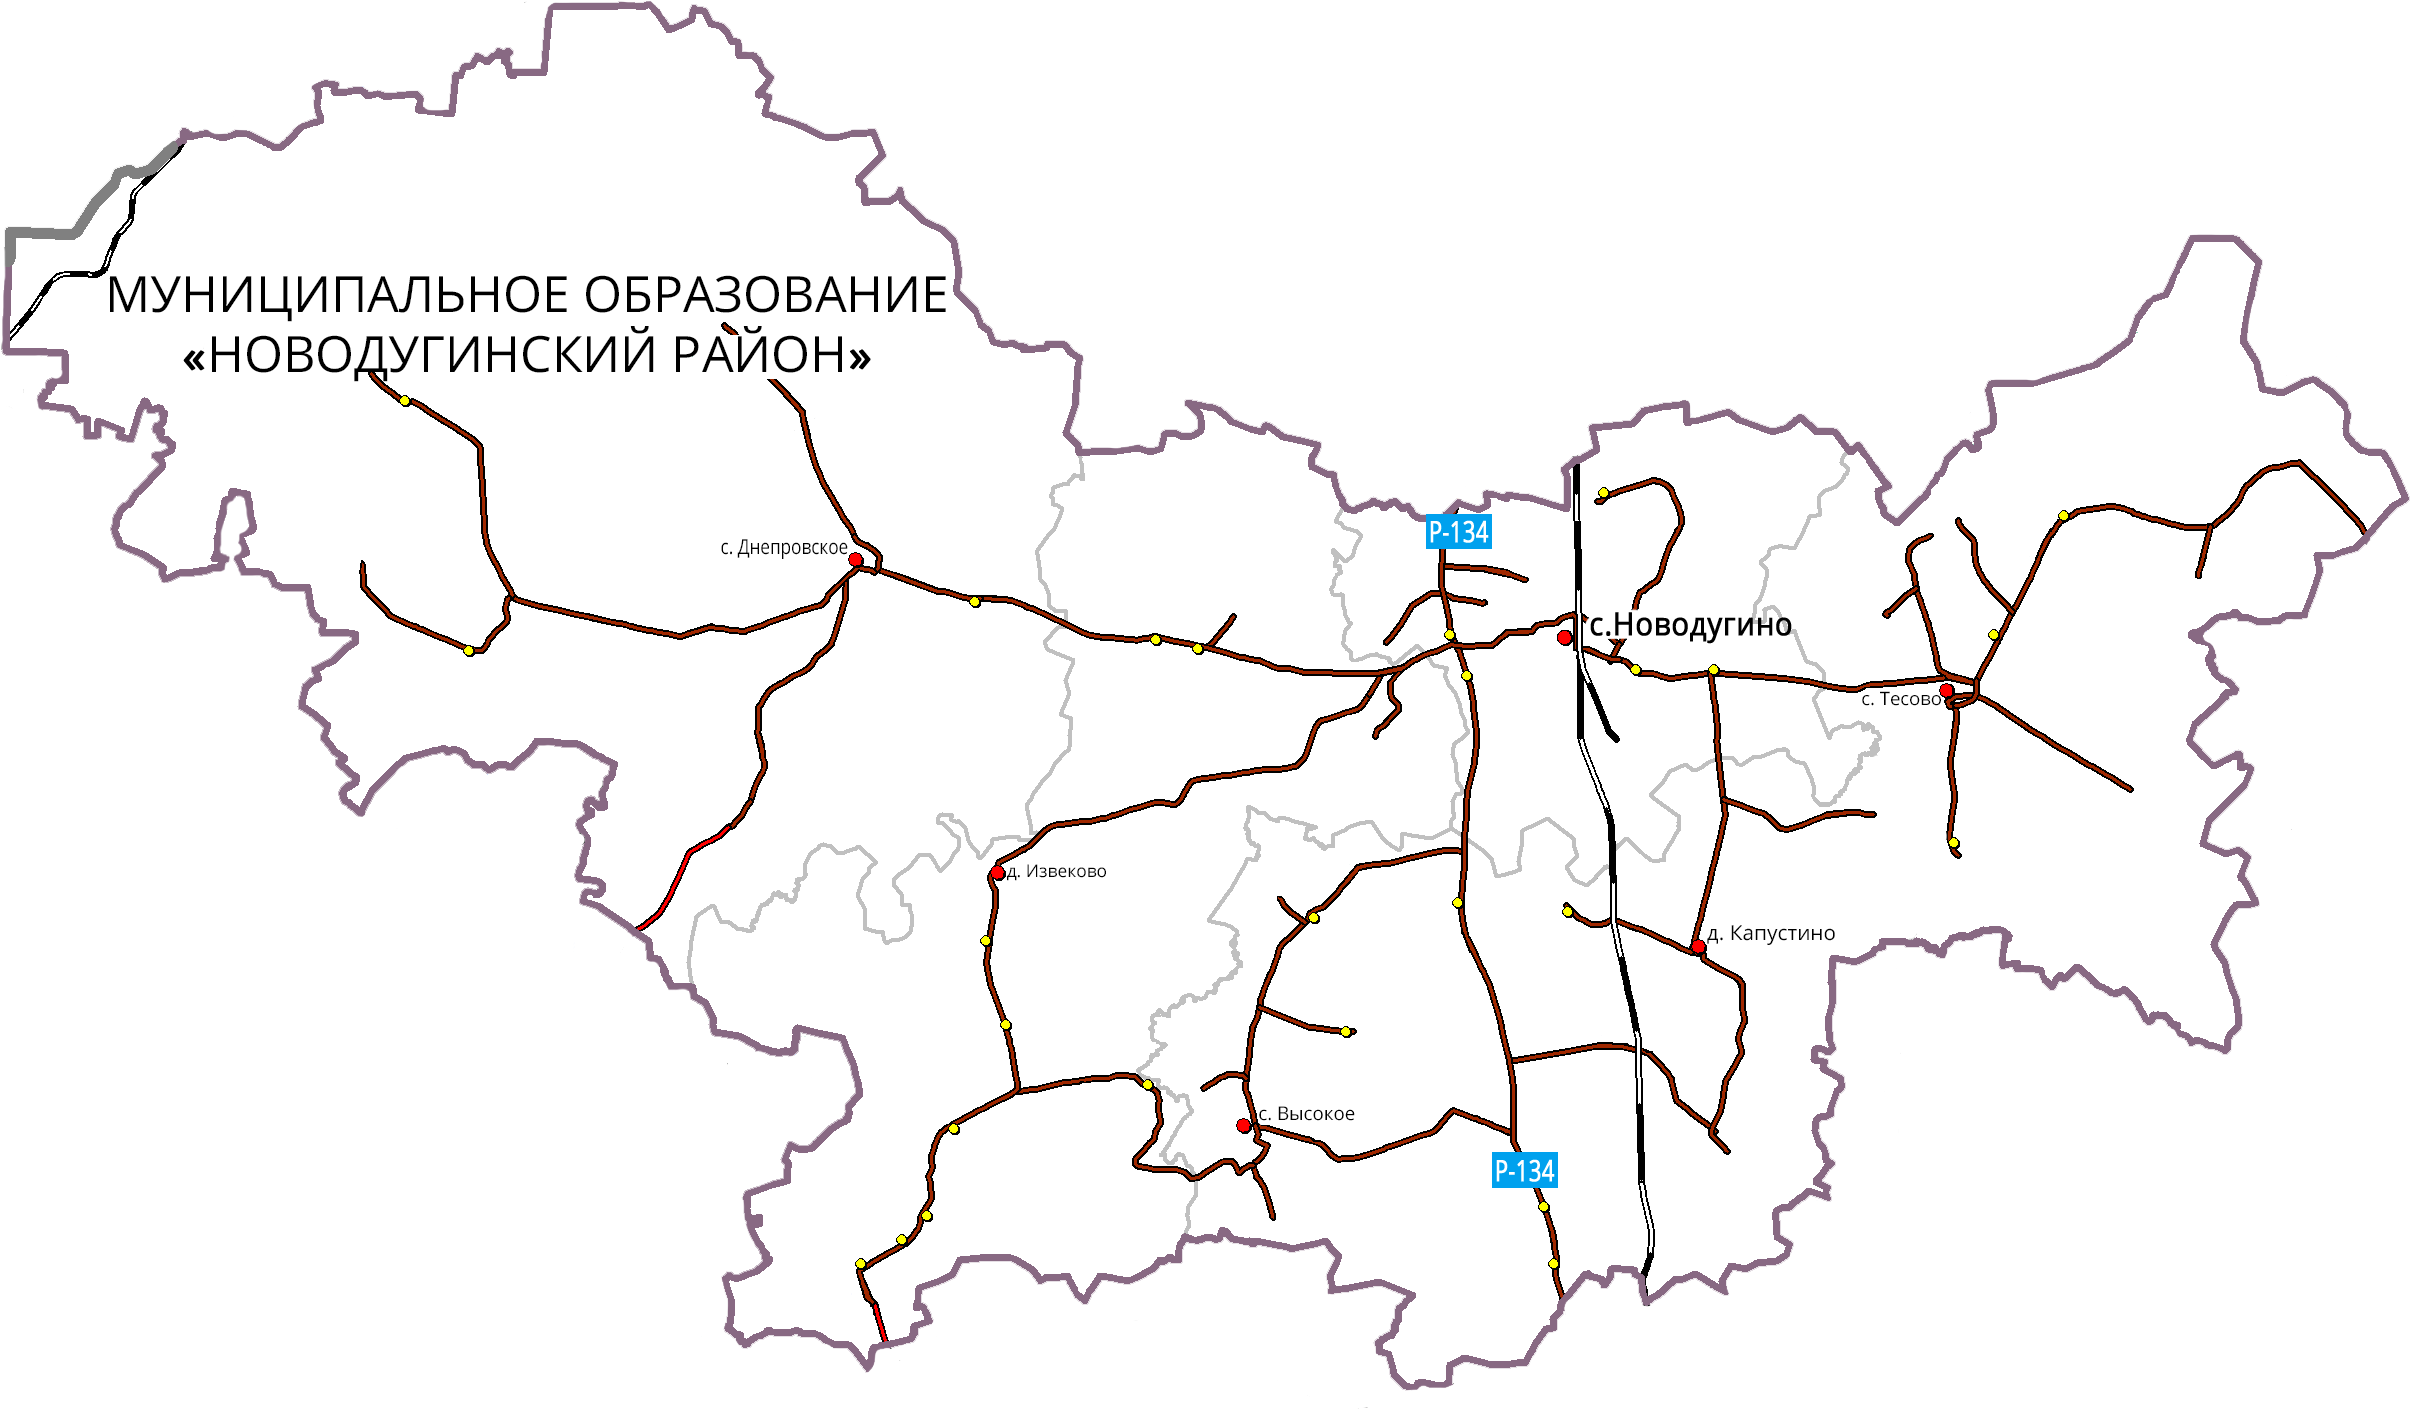 МУНИЦИПАЛЬНОЕ ОБРАЗОВАНИЕ
«НОВОДУГИНСКИЙ РАЙОН»
Р-134
с. Днепровское
с.Новодугино
с. Тесово
д. Извеково
д. Капустино
с. Высокое
Р-134